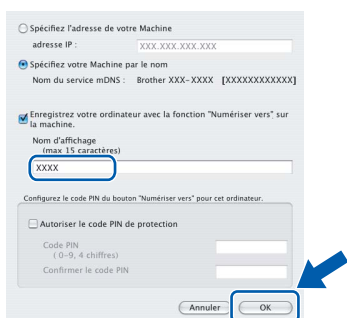 Spécifiez l'adresse de votre Machine
adresse IP : XXX.XXX.XXX.XXX
Spécifiez votre Machine par le nom
Nom du service mDNS : Brother XXX-XXXX [XXXXXXXXXXXX]
Enregistrez votre ordinateur avec la fonction "Numériser vers" sur
la machine.
Nom d'affichage
(max 15 caractères)
XXXX
Configurez le code PIN du bouton "Numériser vers" pour cet ordinateur.
Autoriser le code PIN de protection
Code PIN
( 0-9, 4 chiffres)
Confirmer le code PIN
Annuler OK